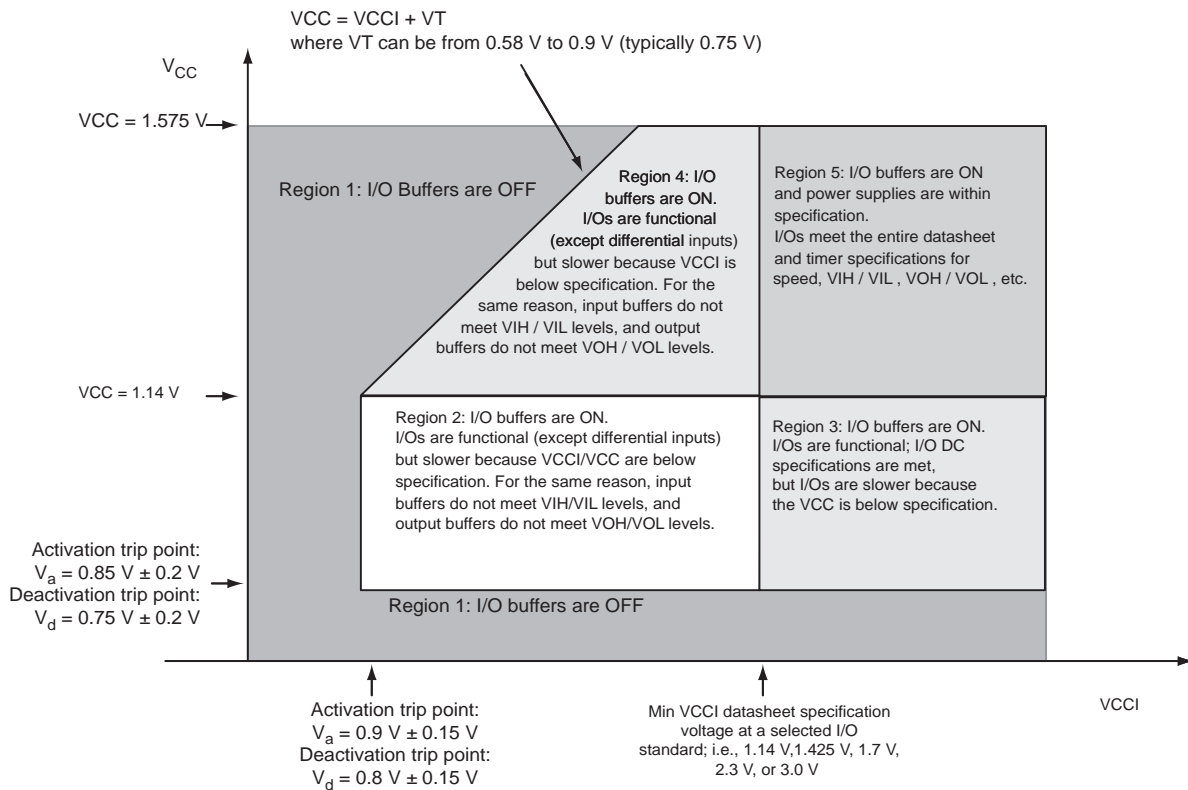 VCC = VCCI + VT
where VT can be from 0.58 V to 0.9 V (typically 0.75 V)
VCC
VCC = 1.575 V
Region 1: I/O Buffers are OFF
Region 4: I/O
buffers are ON.
I/Os are functional
(except differential inputs)
but slower because VCCI is
below specification. For the
same reason, input buffers do not
meet VIH / VIL levels, and output
buffers do not meet VOH / VOL levels.
Region 5: I/O buffers are ON
and power supplies are within
specification.
I/Os meet the entire datasheet
and timer specifications for
speed, VIH / VIL , VOH / VOL , etc.
VCC = 1.14 V
Region 2: I/O buffers are ON.
I/Os are functional (except differential inputs)
but slower because VCCI/VCC are below
specification. For the same reason, input
buffers do not meet VIH/VIL levels, and
output buffers do not meet VOH/VOL levels.
Region 3: I/O buffers are ON.
I/Os are functional; I/O DC
specifications are met,
but I/Os are slower because
the VCC is below specification.
Activation trip point:
Va = 0.85 V ± 0.2 V
Deactivation trip point:
Vd = 0.75 V ± 0.2 V
Region 1: I/O buffers are OFF
Activation trip point:
Va = 0.9 V ± 0.15 V
Deactivation trip point:
Vd = 0.8 V ± 0.15 V
Min VCCI datasheet specification
voltage at a selected I/O
standard; i.e., 1.14 V,1.425 V, 1.7 V,
2.3 V, or 3.0 V
VCCI